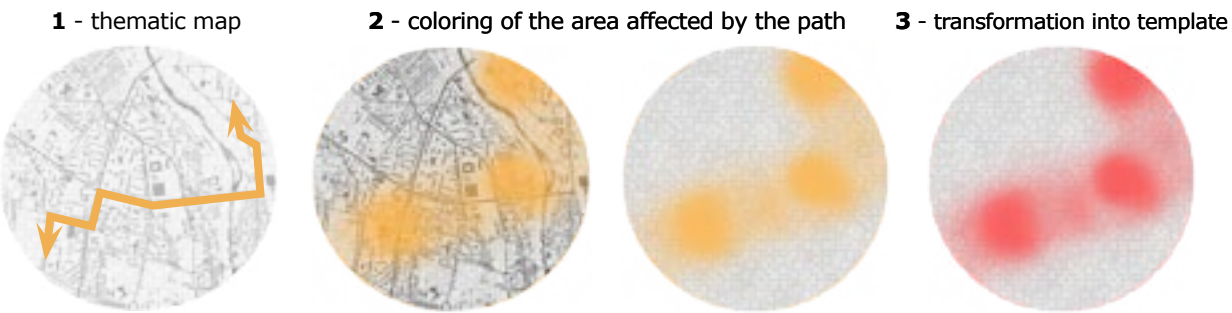 1 - thematic map
2 - coloring of the area affected by the path
3 - transformation into template